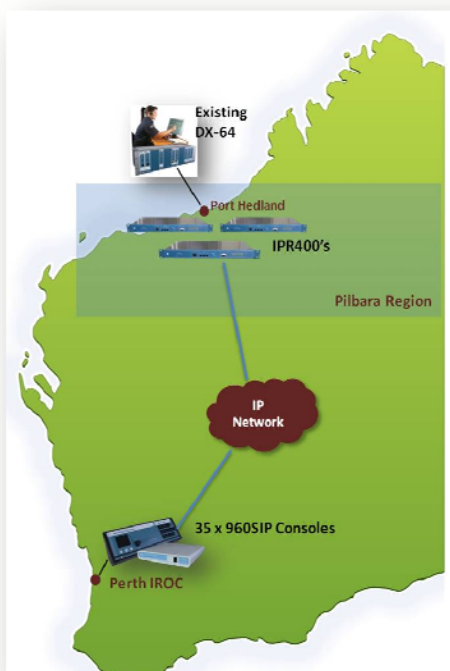 Existing
DX-64
Port Hedland
IPR400's
Pilbara Region
IP
Network
35 x 960SIP Consoles
Perth IROC